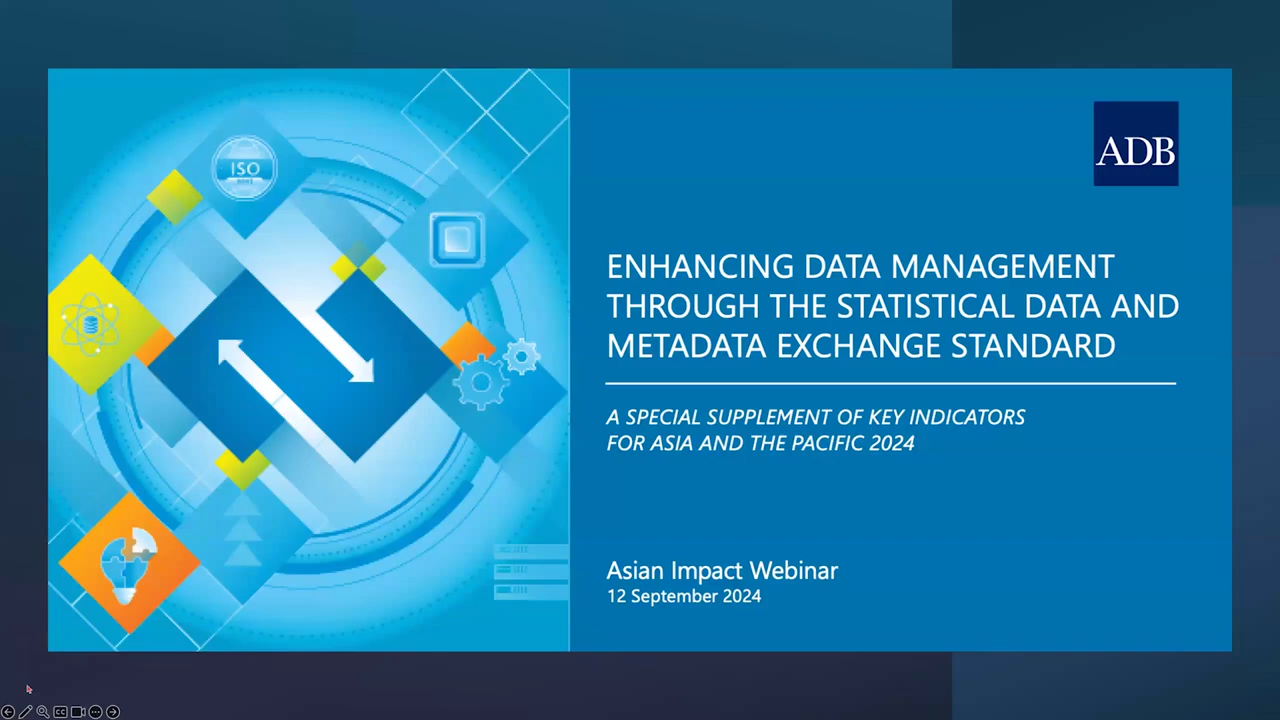 ISO
ADB
ENHANCING DATA MANAGEMENT
THROUGH THE STATISTICAL DATA AND
METADATA EXCHANGE STANDARD
A SPECIAL SUPPLEMENT OF KEY INDICATORS
FOR ASIA AND THE PACIFIC 2024
Asian Impact Webinar
12 September 2024
CC